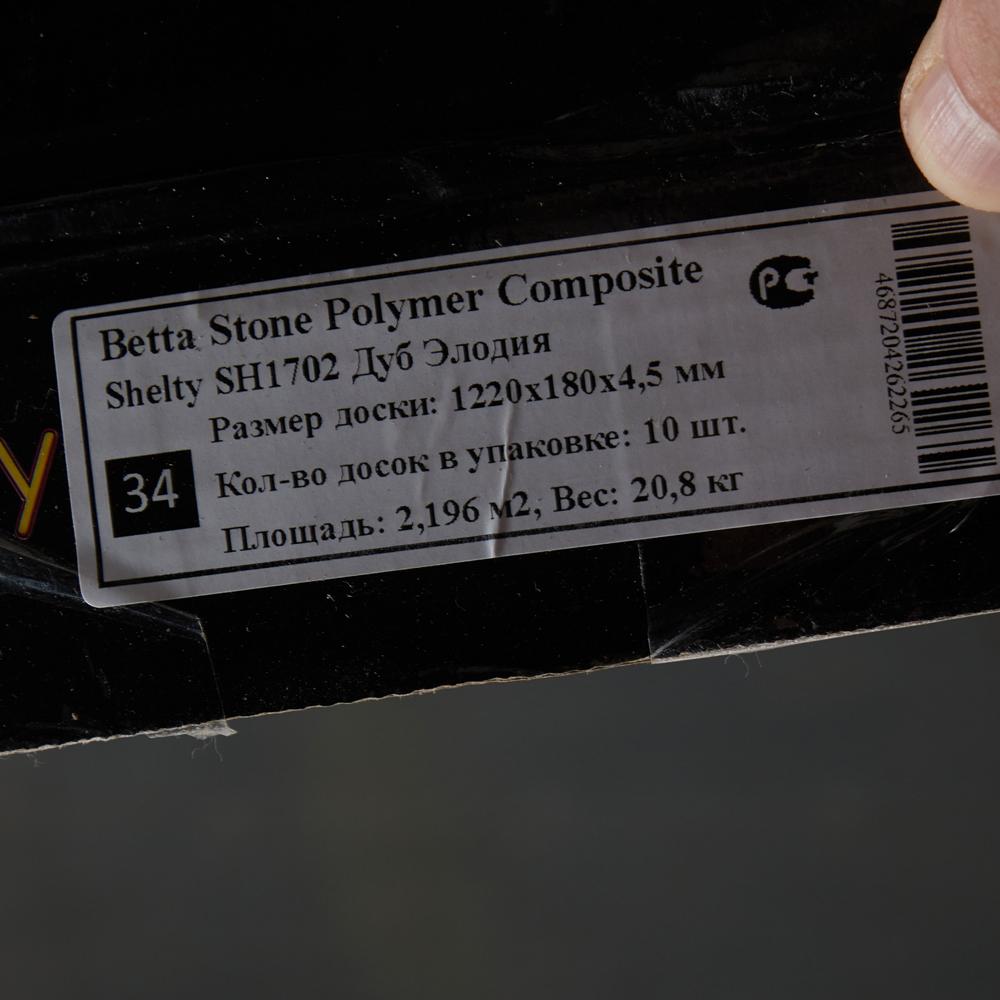 Betta Stone Polymer Composite
Shelty SH1702 Дуб Элодия
Размер доски: 1220x180x4,5 мм
34
Кол-во досок в упаковке: 10 шт.
Площадь: 2,196 м2, Вес: 20,8 кг
РСТ
4687204262265
y